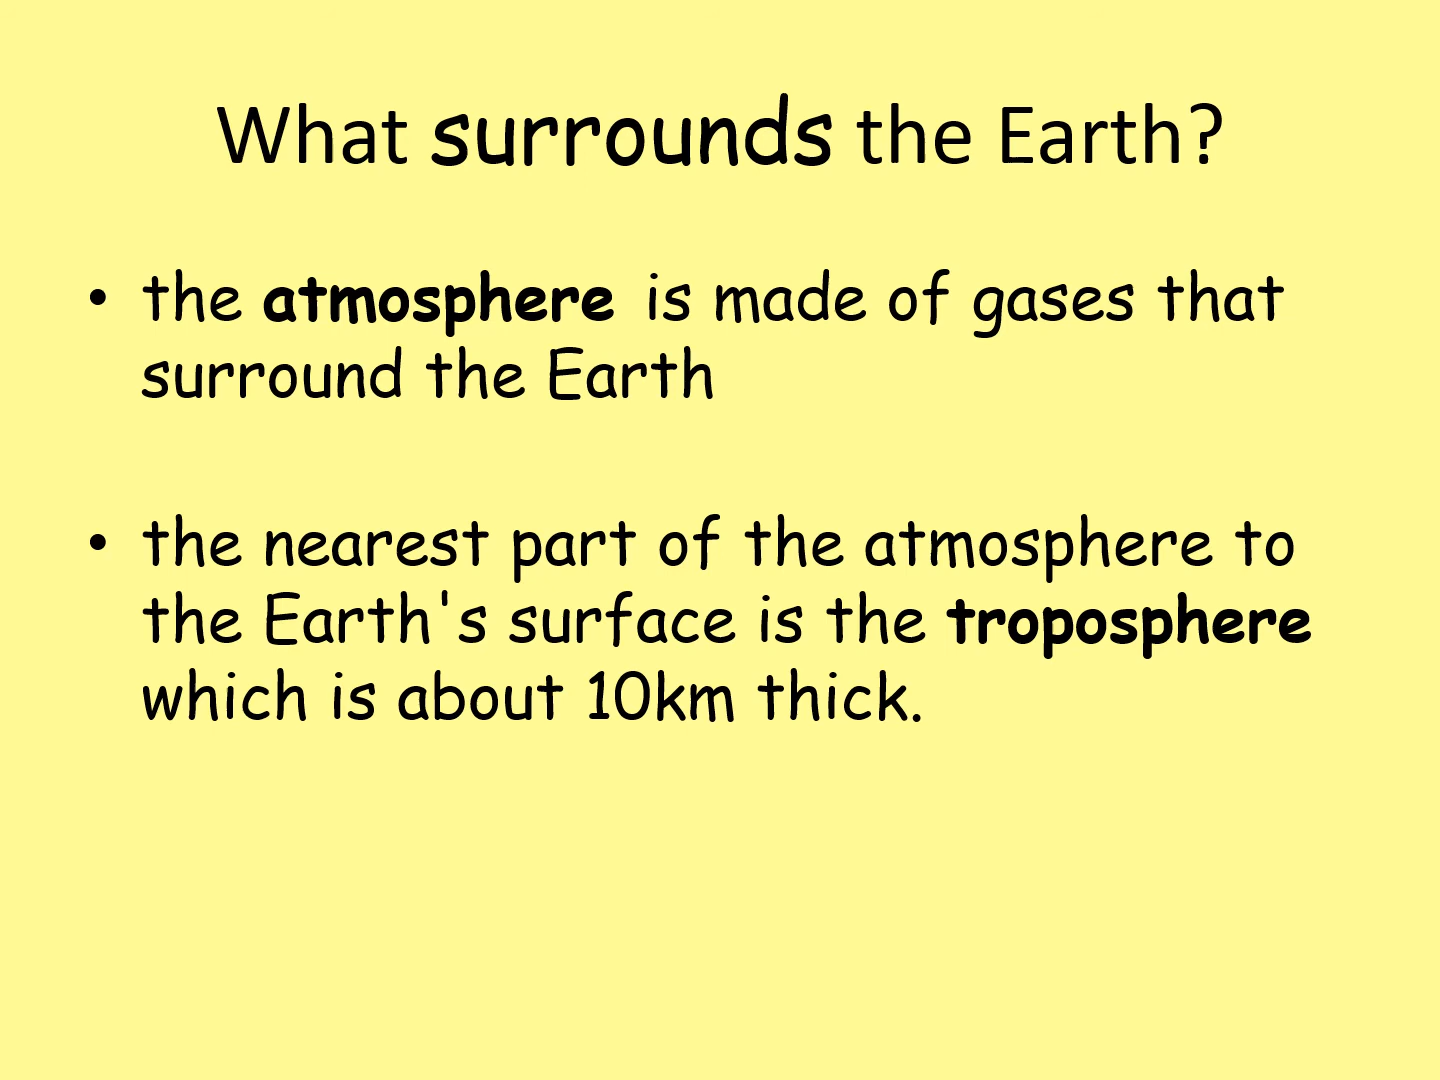 What surrounds the Earth?
• the atmosphere is made of gases that
surround the Earth
• the nearest part of the atmosphere to
the Earth's surface is the troposphere
which is about 10km thick.